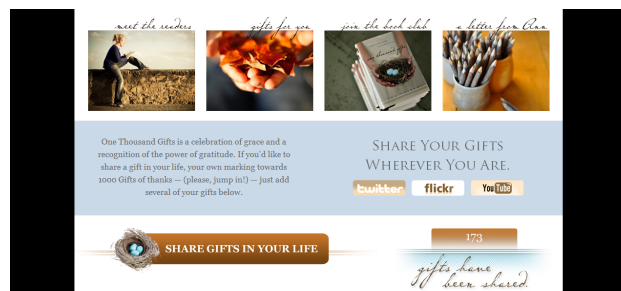 meet the readers
gifts for you
join the book club
a letter from Ann
One Thousand Gifts is a celebration of grace and a
recognition of the power of gratitude. If you'd like to
share a gift in your life, your own marking towards
1000 Gifts of thanks — (please, jump in!) — just add
several of your gifts below.
SHARE YOUR GIFTS
WHEREVER YOU ARE.
twitter
flickr
YouTube
SHARE GIFTS IN YOUR LIFE
173
gifts have
been shared.